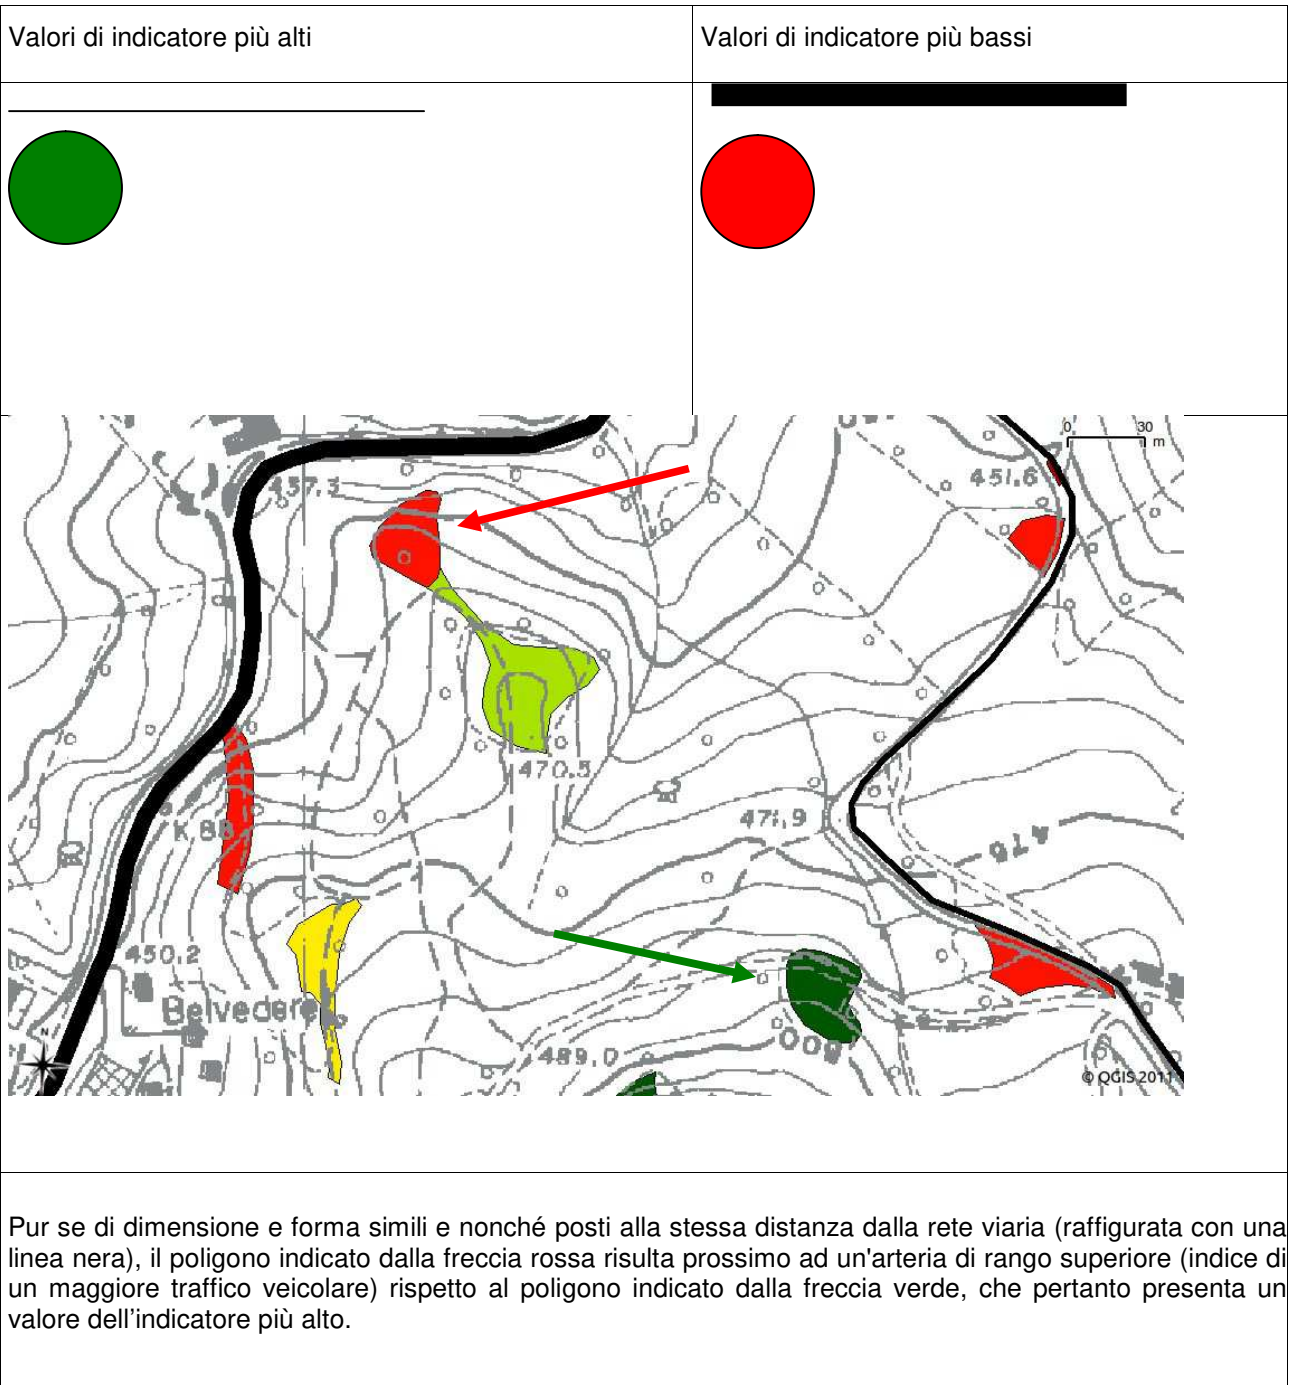 Valori di indicatore più alti
Valori di indicatore più bassi
0 30
m
457.3
451.6
470.5
471.9
K 88
450.2
Belvedere
489.0
N
© QGIS 2011
Pur se di dimensione e forma simili e nonché posti alla stessa distanza dalla rete viaria (raffigurata con una
linea nera), il poligono indicato dalla freccia rossa risulta prossimo ad un'arteria di rango superiore (indice di
un maggiore traffico veicolare) rispetto al poligono indicato dalla freccia verde, che pertanto presenta un
valore dell'indicatore più alto.